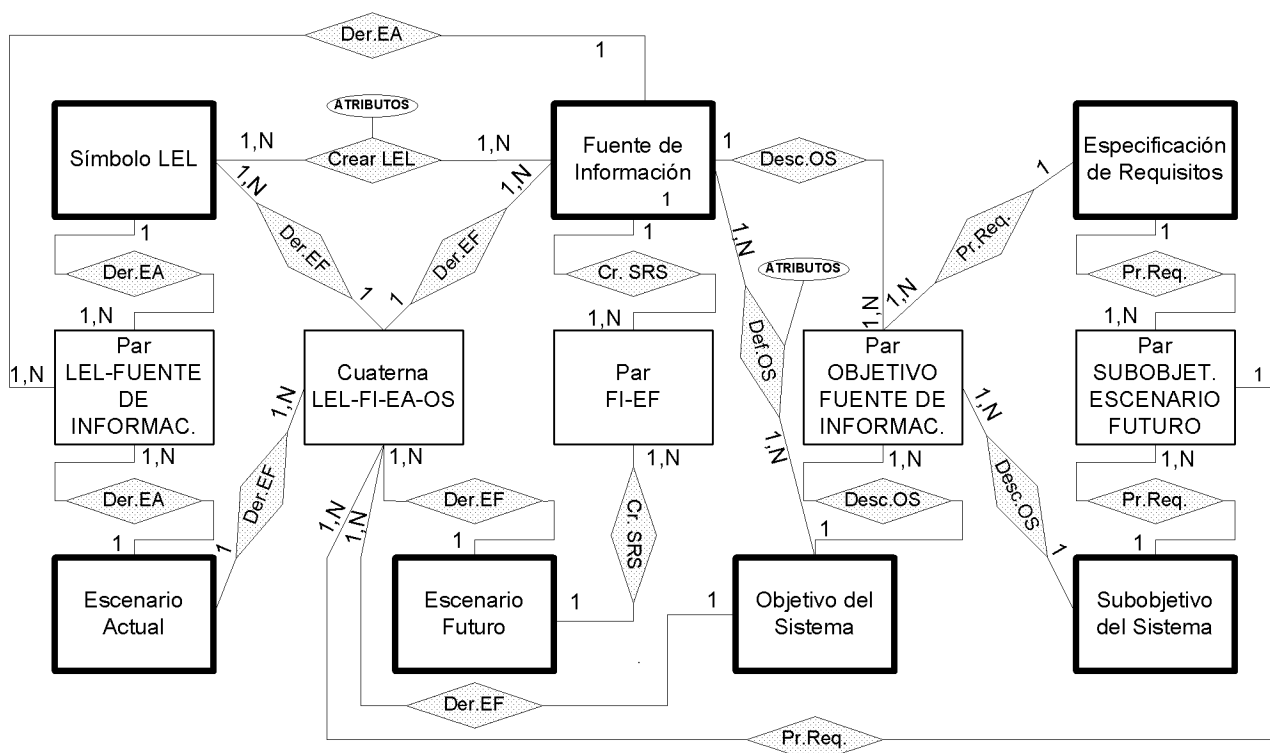 Der.EA
1
ATRIBUTOS
Símbolo LEL
1,N
Crear LEL
1,N
Fuente de
Información
1
1
Desc.OS
Especificación
de Requisitos
1
1,N
1,N
Der.EF
Der.EF
Pr.Req.
1
Der.EA
1
1
1
Cr. SRS
1,N
ATRIBUTOS
1
Pr.Req.
1,N
1,N
1,N
1,N
1,N
1,N
Par
LEL-FUENTE
DE
INFORMAC.
Cuaterna
LEL-FI-EA-OS
Par
FI-EF
Def.OS
Par
OBJETIVO
FUENTE DE
INFORMAC.
Par
SUBOBJET.
ESCENARIO
FUTURO
1
1,N
1,N
1,N
1,N
1,N
1,N
1,N
1,N
1,N
Der.EA
Der.EF
1,N
1,N
Der.EF
Cr. SRS
Desc.OS
Desc.OS
Pr.Req.
1
1
1
1
1
1
Escenario
Actual
Escenario
Futuro
1
1
Objetivo del
Sistema
Subobjetivo
del Sistema
Der.EF
Pr.Req.